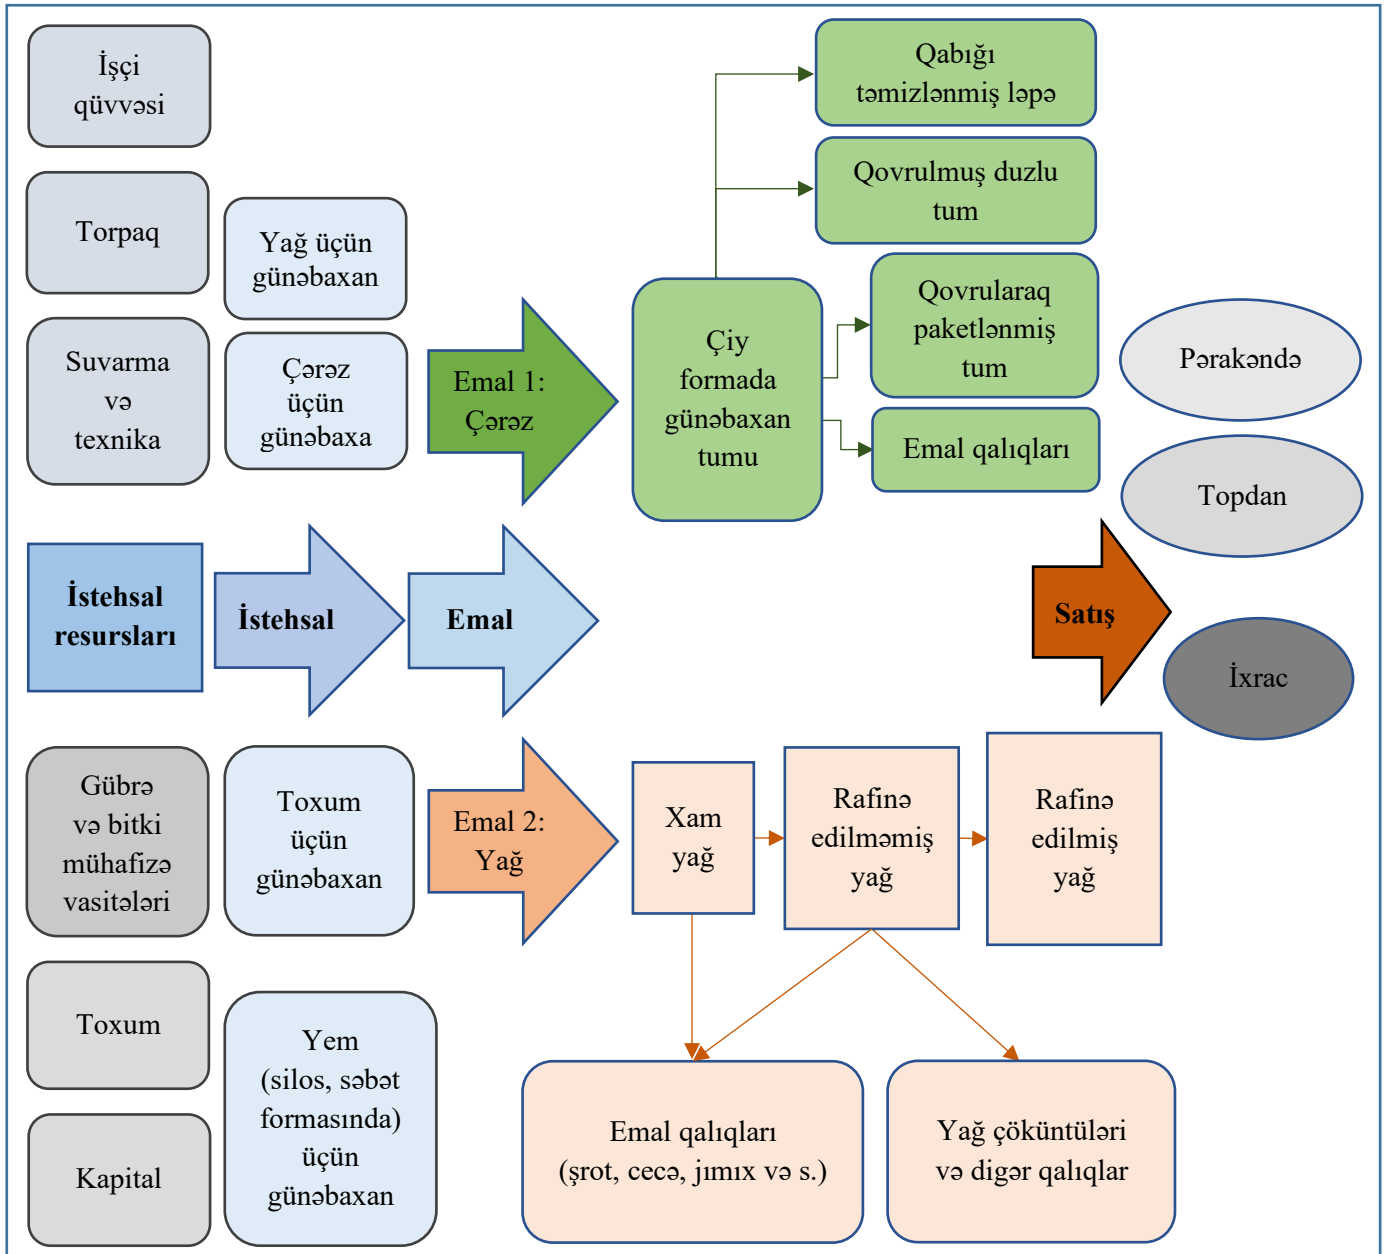 İşçi
qüvvəsi
Torpaq
Suvarma
və
texnika
Yağ üçün
günəbaxan
Çərəz
üçün
günəbaxa
Emal 1:
Çərəz
Çiy
formada
günəbaxan
tumu
Qabığı
təmizlənmiş ləpə
Qovrulmuş duzlu
tum
Qovrularaq
paketlənmiş
tum
Emal qalıqları
Pərakəndə
Topdan
İxrac
İstehsal
resursları
İstehsal
Emal
Satış
Gübrə
və bitki
mühafizə
vasitələri
Toxum
Kapital
Toxum
üçün
günəbaxan
Yem
(silos, səbət
formasında)
üçün
günəbaxan
Emal 2:
Yağ
Xam
yağ
Rafinə
edilməmiş
yağ
Rafinə
edilmiş
yağ
Emal qalıqları
(şrot, cecə, jımıx və s.)
Yağ çöküntüləri
və digər qalıqlar